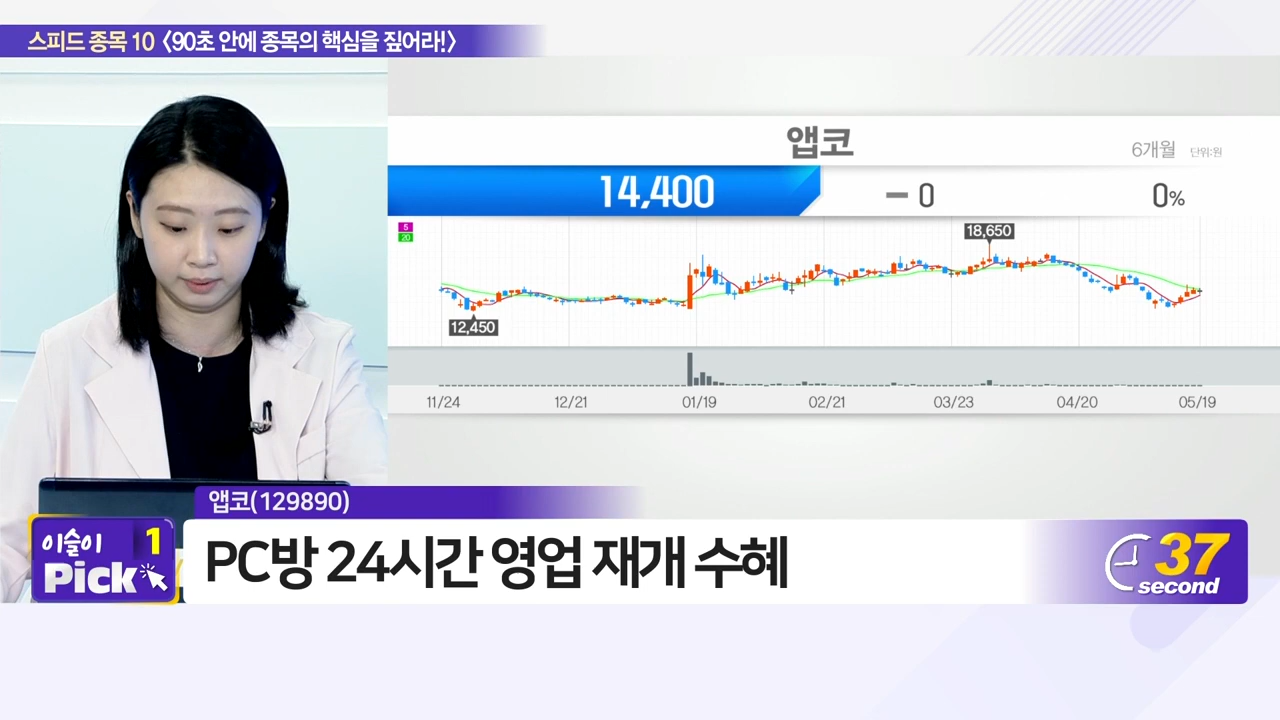 스피드 종목 10 <90초 안에 종목의 핵심을 짚어라!>
앱코
6개월 단위:원
14,400 0 0%
5
20
18,650
12,450
11/24 12/21 01/19 02/21 03/23 04/20 05/19
앱코(129890)
이슬이 1
Pick
PC방 24시간 영업 재개 수혜
37
second